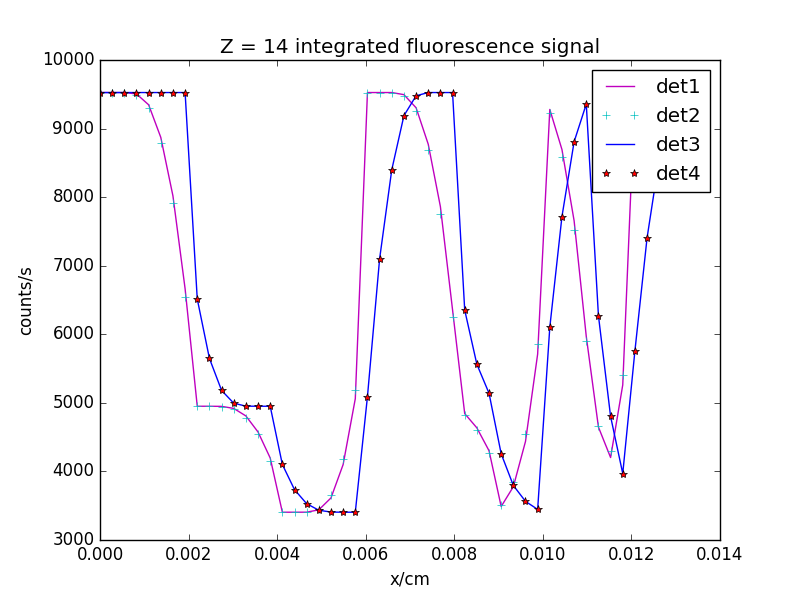 Z = 14 integrated fluorescence signal
10000
9000
8000
7000
6000
5000
4000
3000
counts/s
det1
det2
det3
det4
0.000 0.002 0.004 0.006 0.008 0.010 0.012 0.014
x/cm